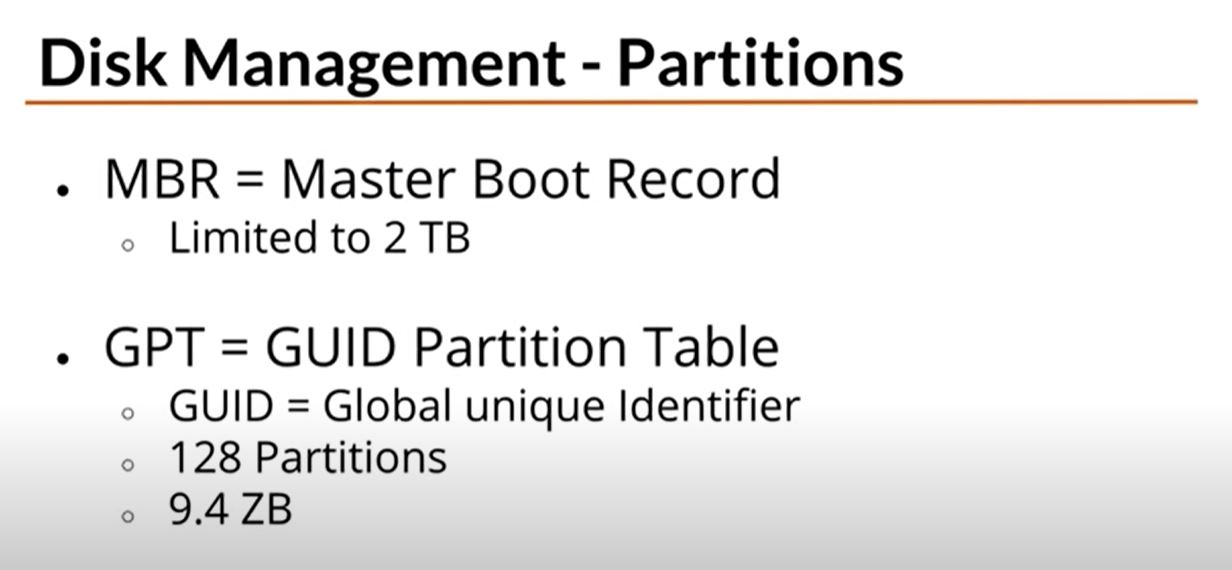 Disk Management - Partitions
• MBR = Master Boot Record
○ Limited to 2 TB
• GPT = GUID Partition Table
○ GUID = Global unique Identifier
○ 128 Partitions
○ 9.4 ZB